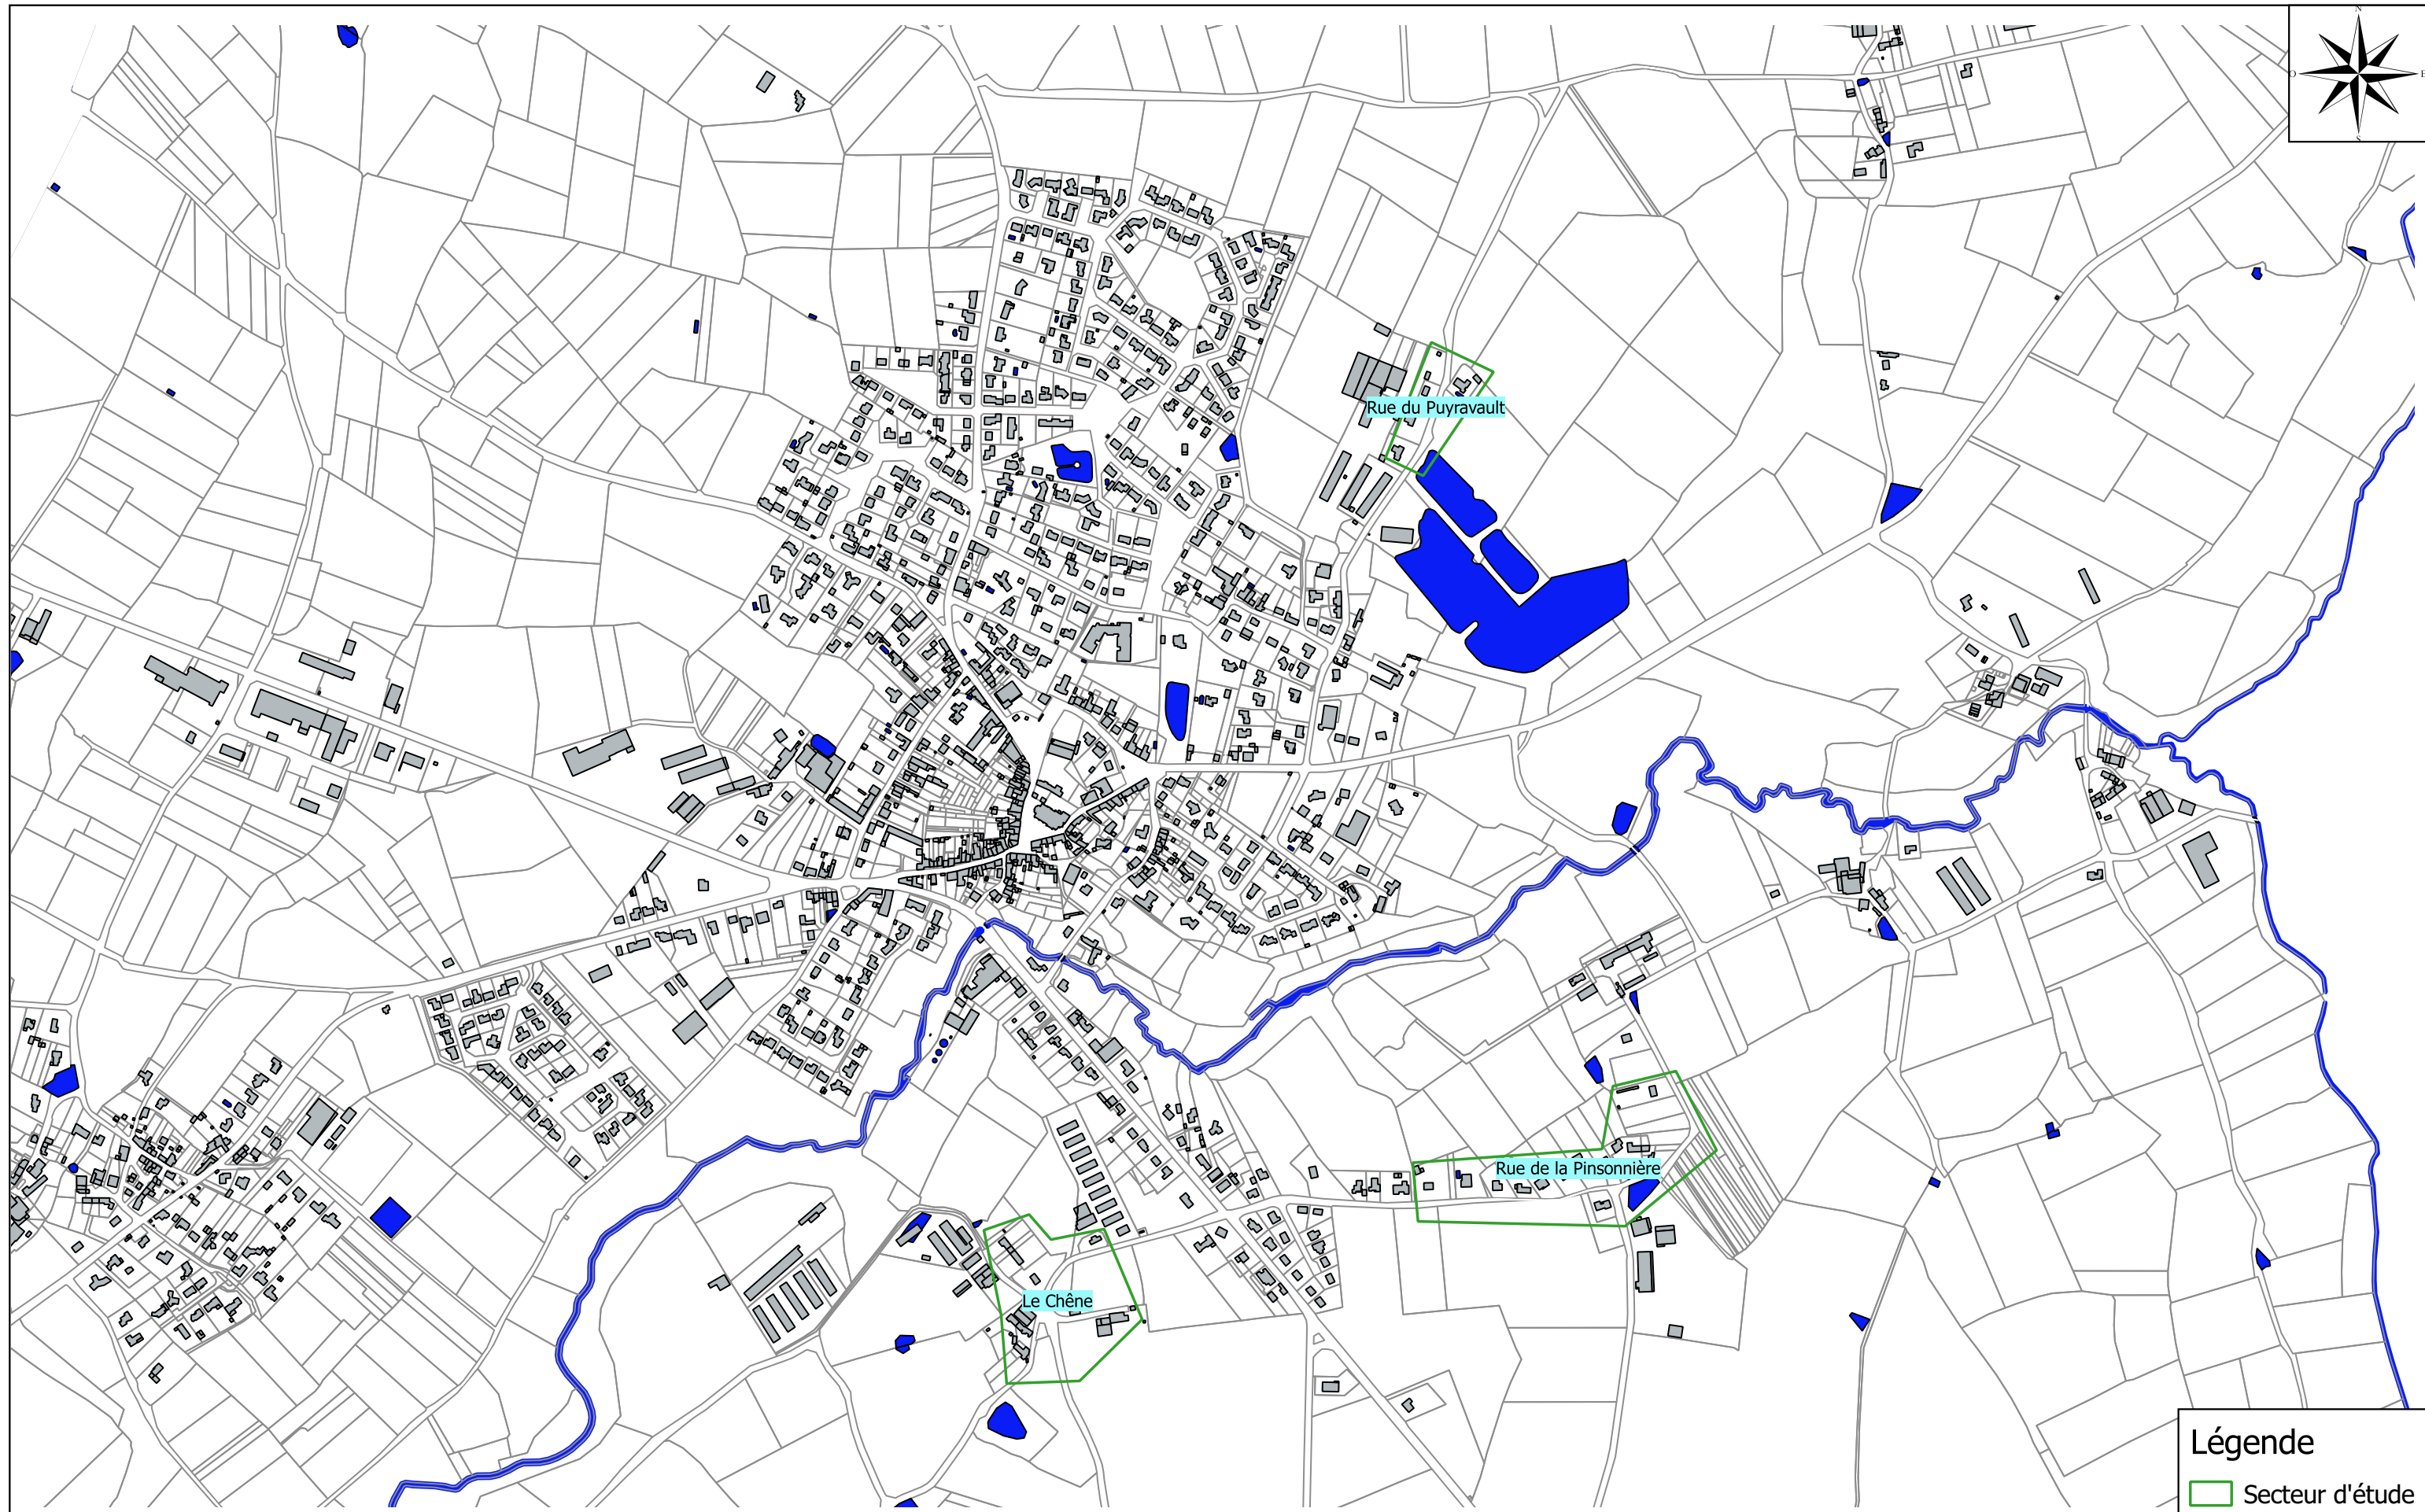 N
O
E
S
Rue du Puyravault
Rue de la Pinsonnière
Le Chêne
Légende
Secteur d'étude